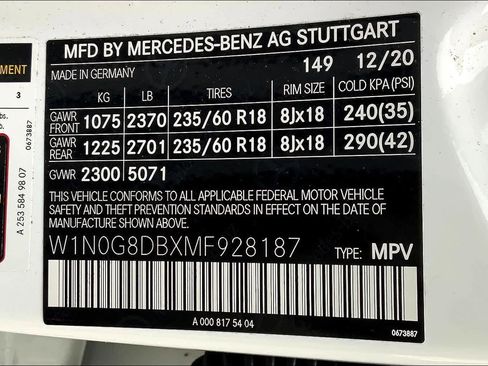 MFD BY MERCEDES-BENZ AG STUTTGART
MADE IN GERMANY 149 12/20
KG LB TIRES RIM SIZE COLD KPA (PSI)
GAWR FRONT 1075 2370 235/60 R18 8Jx18 240(35)
GAWR REAR 1225 2701 235/60 R18 8Jx18 290(42)
GVWR 2300 5071
THIS VEHICLE CONFORMS TO ALL APPLICABLE FEDERAL MOTOR VEHICLE
SAFETY AND THEFT PREVENTION STANDARDS IN EFFECT ON THE DATE OF
MANUFACTURE SHOWN ABOVE.
W1N0G8DBXMF928187 TYPE: MPV
A 000 817 54 04
0673887
3
0673887
A 253 584 98 07